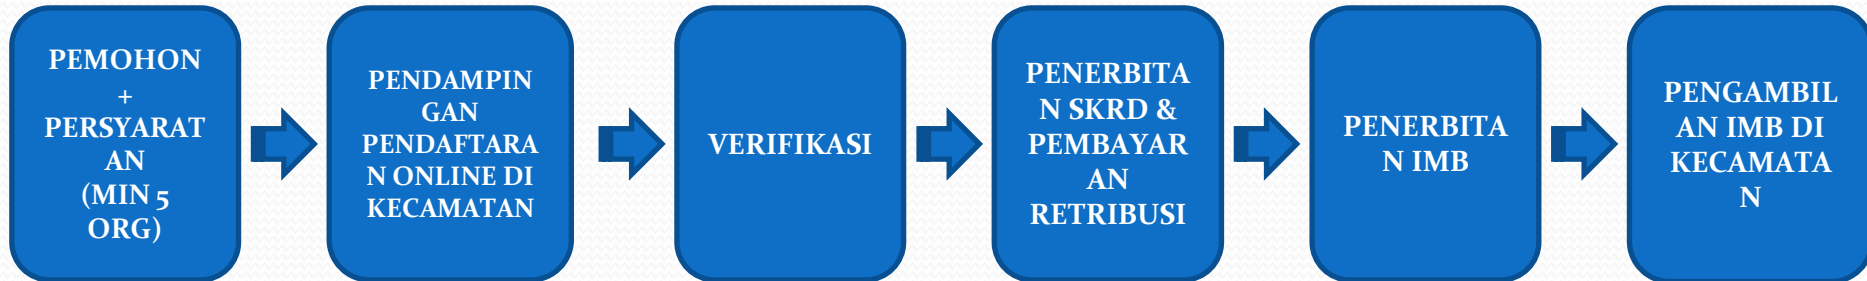 PEMOHON
+
PERSYARAT
AN
(MIN 5
ORG)
PENDAMPIN
GAN
PENDAFTARA
N ONLINE DI
KECAMATAN
VERIFIKASI
PENERBITA
N SKRD &
PEMBAYAR
AN
RETRIBUSI
PENERBITA
N IMB
PENGAMBIL
AN IMB DI
KECAMATA
N